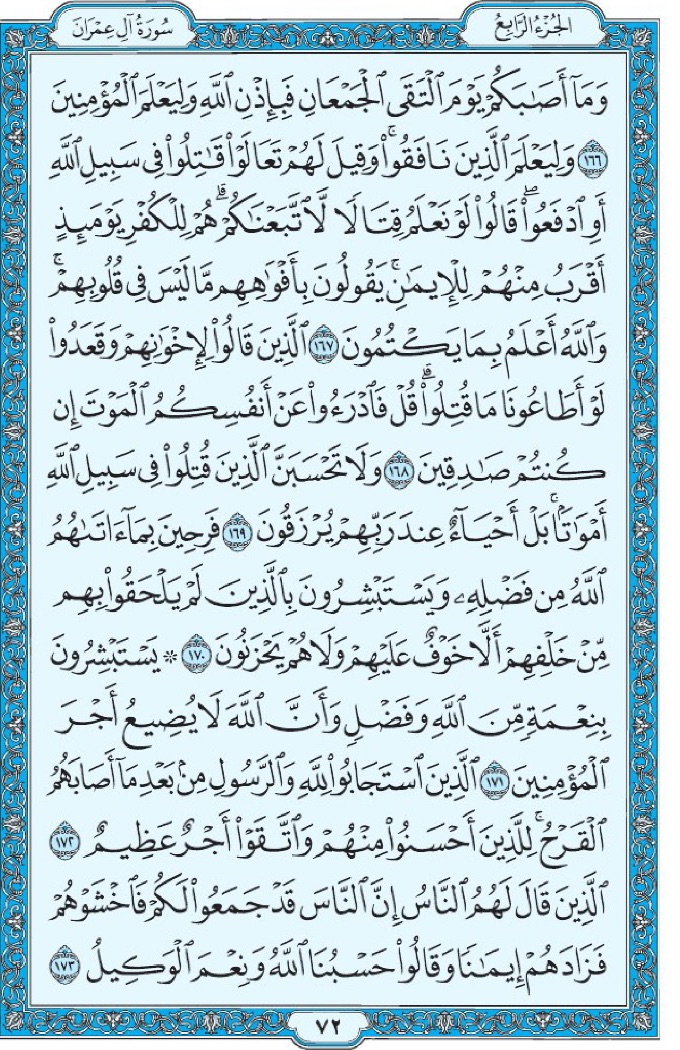 سُورَةُ آلِ عِمْرَانَ
الجُزْءُ الرَّابِعُ
وَمَآ أَصَٰبَكُمْ يَوْمَ ٱلْتَقَى ٱلْجَمْعَانِ فَبِإِذْنِ ٱللَّهِ وَلِيَعْلَمَ ٱلْمُؤْمِنِينَ
١٦٦ وَلِيَعْلَمَ ٱلَّذِينَ نَافَقُوا۟ۚ وَقِيلَ لَهُمْ تَعَالَوْا۟ قَٰتِلُوا۟ فِى سَبِيلِ ٱللَّهِ
أَوِ ٱدْفَعُوا۟ۖ قَالُوا۟ لَوْ نَعْلَمُ قِتَالًا لَّٱتَّبَعْنَٰكُمْۗ هُمْ لِلْكُفْرِ يَوْمَئِذٍ
أَقْرَبُ مِنْهُمْ لِلْإِيمَٰنِۚ يَقُولُونَ بِأَفْوَٰهِهِم مَّا لَيْسَ فِى قُلُوبِهِمْۚ
وَٱللَّهُ أَعْلَمُ بِمَا يَكْتُمُونَ ١٦٧ ٱلَّذِينَ قَالُوا۟ لِإِخْوَٰنِهِمْ وَقَعَدُوا۟
لَوْ أَطَاعُونَا مَا قُتِلُوا۟ۗ قُلْ فَٱدْرَءُوا۟ عَنْ أَنفُسِكُمُ ٱلْمَوْتَ إِن
كُنتُمْ صَٰدِقِينَ ١٦٨ وَلَا تَحْسَبَنَّ ٱلَّذِينَ قُتِلُوا۟ فِى سَبِيلِ ٱللَّهِ
أَمْوَٰتًۢاۚ بَلْ أَحْيَآءٌ عِندَ رَبِّهِمْ يُرْزَقُونَ ١٦٩ فَرِحِينَ بِمَآ ءَاتَىٰهُمُ
ٱللَّهُ مِن فَضْلِهِۦ وَيَسْتَبْشِرُونَ بِٱلَّذِينَ لَمْ يَلْحَقُوا۟ بِهِم
مِّنْ خَلْفِهِمْ أَلَّا خَوْفٌ عَلَيْهِمْ وَلَا هُمْ يَحْزَنُونَ ١٧٠ * يَسْتَبْشِرُونَ
بِنِعْمَةٍ مِّنَ ٱللَّهِ وَفَضْلٍ وَأَنَّ ٱللَّهَ لَا يُضِيعُ أَجْرَ
ٱلْمُؤْمِنِينَ ١٧١ ٱلَّذِينَ ٱسْتَجَابُوا۟ لِلَّهِ وَٱلرَّسُولِ مِنۢ بَعْدِ مَآ أَصَابَهُمُ
ٱلْقَرْحُۚ لِلَّذِينَ أَحْسَنُوا۟ مِنْهُمْ وَٱتَّقَوْا۟ أَجْرٌ عَظِيمٌ ١٧٢
ٱلَّذِينَ قَالَ لَهُمُ ٱلنَّاسُ إِنَّ ٱلنَّاسَ قَدْ جَمَعُوا۟ لَكُمْ فَٱخْشَوْهُمْ
فَزَادَهُمْ إِيمَٰنًا وَقَالُوا۟ حَسْبُنَا ٱللَّهُ وَنِعْمَ ٱلْوَكِيلُ ١٧٣
٧٢